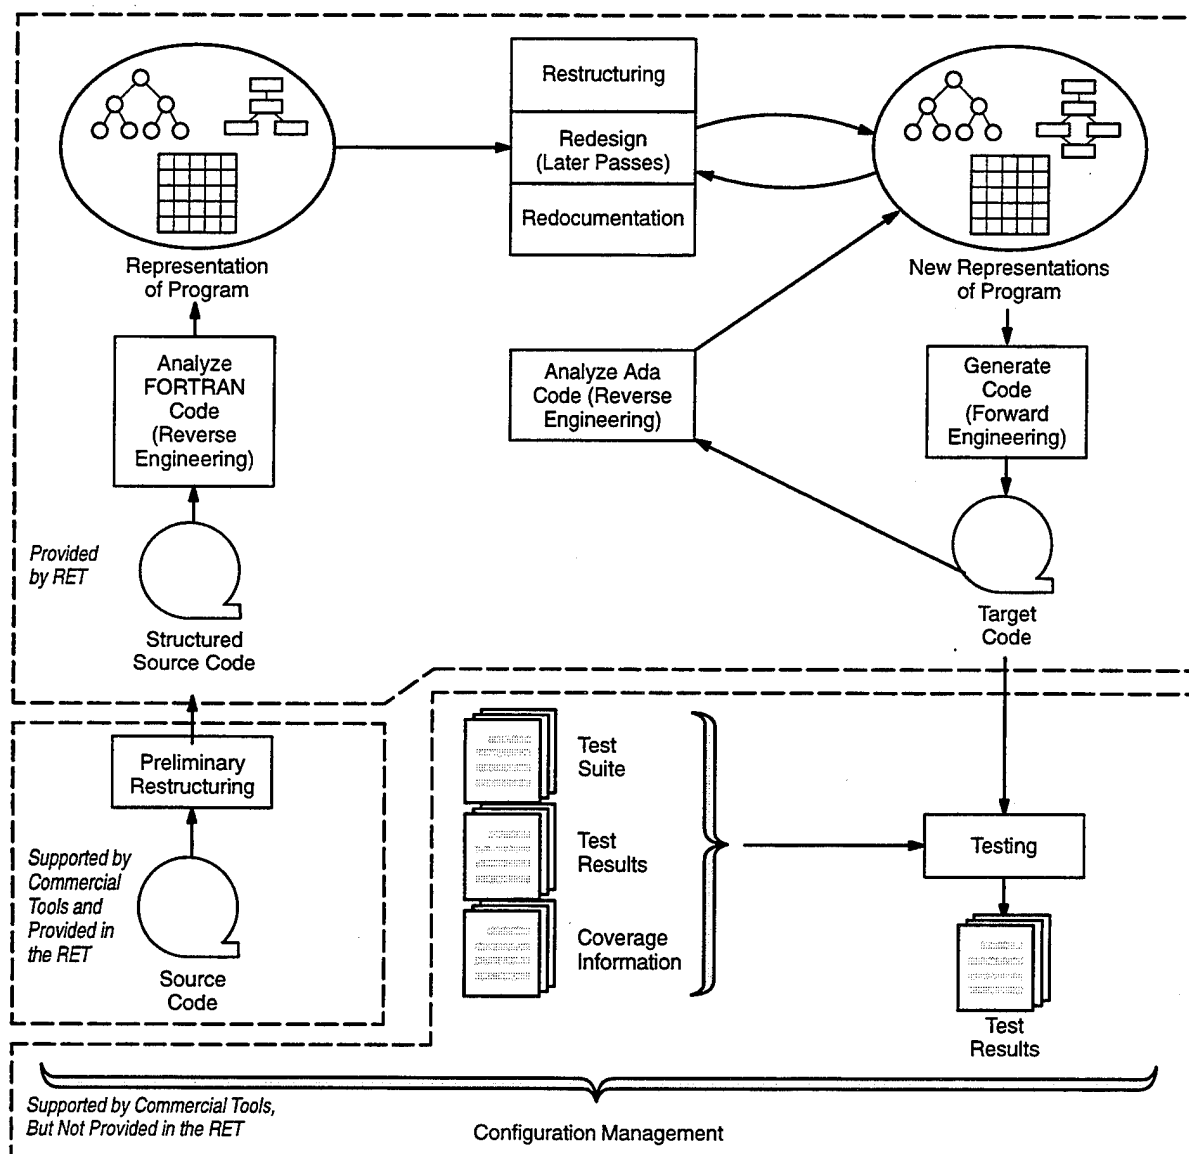 Restructuring
Redesign
(Later Passes)
Redocumentation
Representation
of Program
New Representations
of Program
Analyze
FORTRAN
Code
(Reverse
Engineering)
Analyze Ada
Code (Reverse
Engineering)
Generate
Code
(Forward
Engineering)
Provided
by RET
Structured
Source Code
Target
Code
Preliminary
Restructuring
Supported by
Commercial
Tools and
Provided in
the RET
Source
Code
Test
Suite
Test
Results
Coverage
Information
Testing
Test
Results
Supported by Commercial Tools,
But Not Provided in the RET
Configuration Management